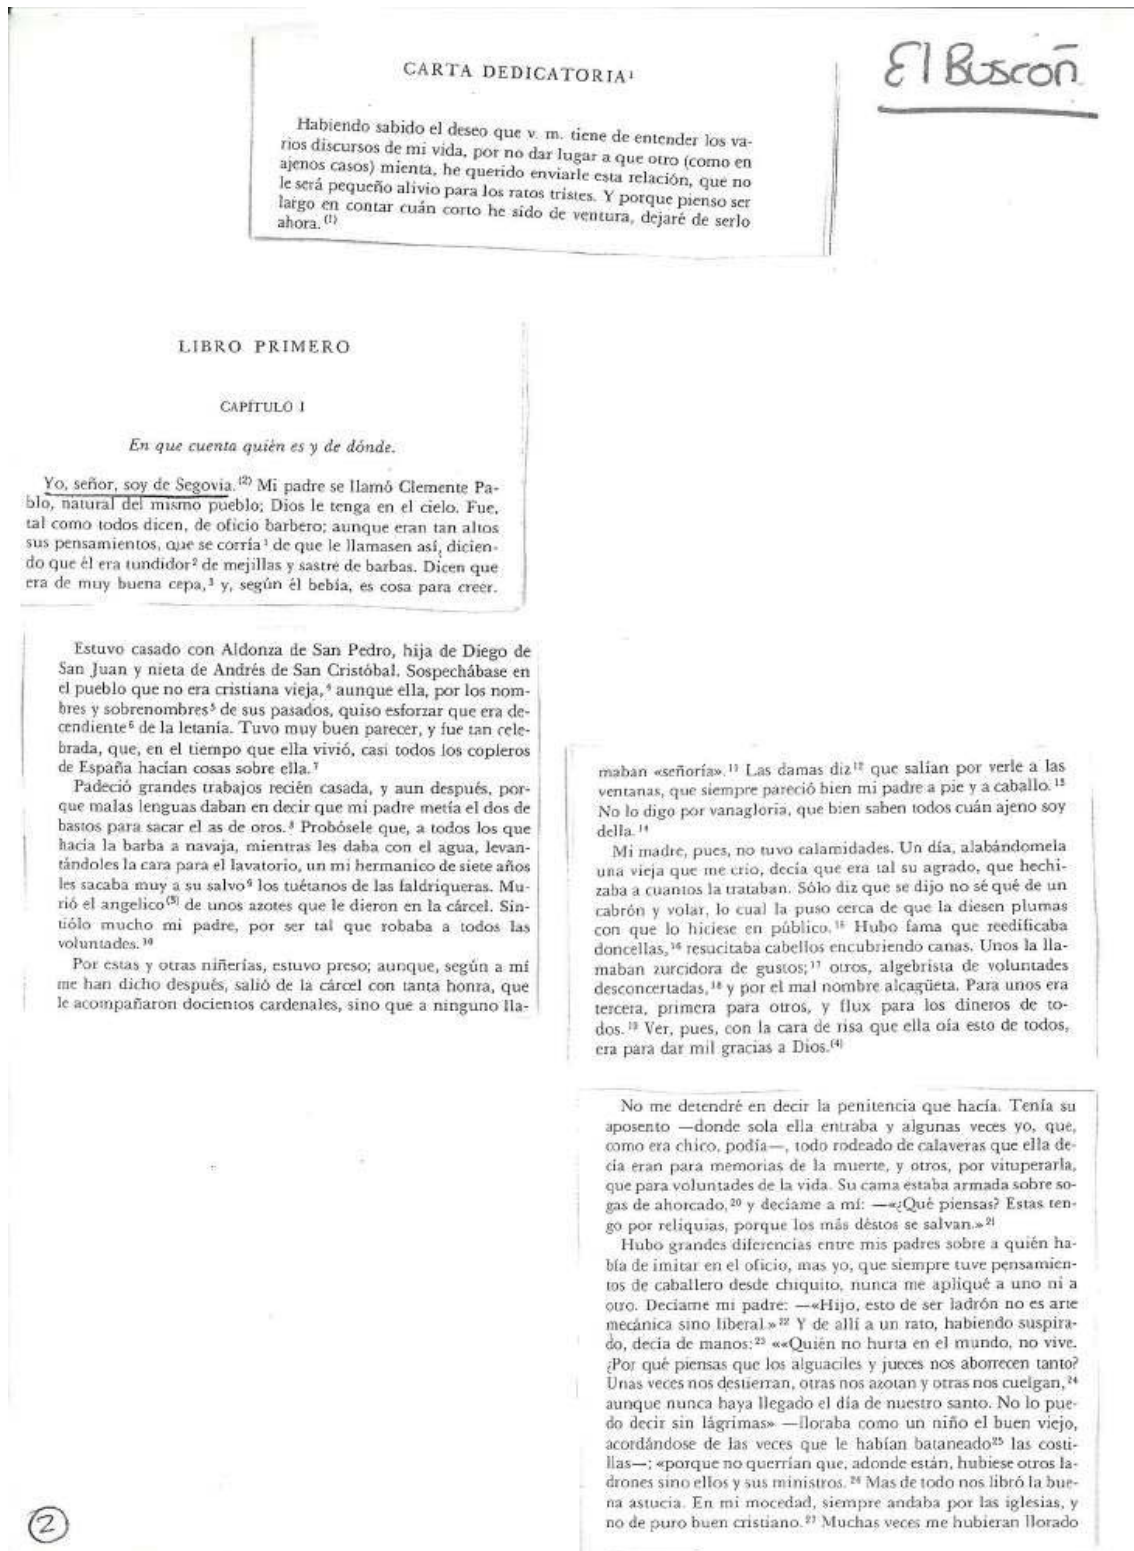 El Buscón
CARTA DEDICATORIA¹
Habiendo sabido el deseo que v. m. tiene de entender los va-
rios discursos de mi vida, por no dar lugar a que otro (como en
ajenos casos) mienta, he querido enviarle esta relación, que no
le será pequeño alivio para los ratos tristes. Y porque pienso ser
largo en contar cuán corto he sido de ventura, dejaré de serlo
ahora.⁽¹⁾
LIBRO PRIMERO
CAPÍTULO I
En que cuenta quién es y de dónde.
Yo, señor, soy de Segovia.⁽²⁾ Mi padre se llamó Clemente Pa-
blo, natural del mismo pueblo; Dios le tenga en el cielo. Fue,
tal como todos dicen, de oficio barbero; aunque eran tan altos
sus pensamientos, que se corría¹ de que le llamasen así, dicien-
do que él era tundidor² de mejillas y sastre de barbas. Dicen que
era de muy buena cepa,³ y, según él bebía, es cosa para creer.
Estuvo casado con Aldonza de San Pedro, hija de Diego de
San Juan y nieta de Andrés de San Cristóbal. Sospechábase en
el pueblo que no era cristiana vieja,⁴ aunque ella, por los nom-
bres y sobrenombres⁵ de sus pasados, quiso esforzar que era de-
cendiente⁶ de la letanía. Tuvo muy buen parecer, y fue tan cele-
brada, que, en el tiempo que ella vivió, casi todos los copleros
de España hacían cosas sobre ella.⁷
Padeció grandes trabajos recién casada, y aun después, por-
que malas lenguas daban en decir que mi padre metía el dos de
bastos para sacar el as de oros.⁸ Probósele que, a todos los que
hacía la barba a navaja, mientras les daba con el agua, levan-
tándoles la cara para el lavatorio, un mi hermanico de siete años
les sacaba muy a su salvo⁹ los tuétanos de las faldriqueras. Mu-
rió el angelico⁽³⁾ de unos azotes que le dieron en la cárcel. Sin-
tiólo mucho mi padre, por ser tal que robaba a todos las
voluntades.¹⁰
Por estas y otras niñerías, estuvo preso; aunque, según a mí
me han dicho después, salió de la cárcel con tanta honra, que
le acompañaron docientos cardenales, sino que a ninguno lla-
maban «señoría».¹¹ Las damas diz¹² que salían por verle a las
ventanas, que siempre pareció bien mi padre a pie y a caballo.¹³
No lo digo por vanagloria, que bien saben todos cuán ajeno soy
della.¹⁴
Mi madre, pues, no tuvo calamidades. Un día, alabándomela
una vieja que me crio, decía que era tal su agrado, que hechi-
zaba a cuantos la trataban. Sólo diz que se dijo no sé qué de un
cabrón y volar, lo cual la puso cerca de que la diesen plumas
con que lo hiciese en público.¹⁵ Hubo fama que reedificaba
doncellas,¹⁶ resucitaba cabellos encubriendo canas. Unos la lla-
maban zurcidora de gustos;¹⁷ otros, algebrista de voluntades
desconcertadas,¹⁸ y por el mal nombre alcagüeta. Para unos era
tercera, primera para otros, y flux para los dineros de to-
dos.¹⁹ Ver, pues, con la cara de risa que ella oía esto de todos,
era para dar mil gracias a Dios.⁽⁴⁾
No me detendré en decir la penitencia que hacía. Tenía su
aposento —donde sola ella entraba y algunas veces yo, que,
como era chico, podía—, todo rodeado de calaveras que ella de-
cía eran para memorias de la muerte, y otros, por vituperarla,
que para voluntades de la vida. Su cama estaba armada sobre so-
gas de ahorcado,²⁰ y decíame a mí: —«¿Qué piensas? Estas ten-
go por reliquias, porque los más déstos se salvan.»²¹
Hubo grandes diferencias entre mis padres sobre a quién ha-
bía de imitar en el oficio, mas yo, que siempre tuve pensamien-
tos de caballero desde chiquito, nunca me apliqué a uno ni a
otro. Decíame mi padre: —«Hijo, esto de ser ladrón no es arte
mecánica sino liberal.»²² Y de allí a un rato, habiendo suspira-
do, decía de manos:²³ ««Quién no hurta en el mundo, no vive.
¿Por qué piensas que los alguaciles y jueces nos aborrecen tanto?
Unas veces nos destierran, otras nos azotan y otras nos cuelgan,²⁴
aunque nunca haya llegado el día de nuestro santo. No lo pue-
do decir sin lágrimas» —lloraba como un niño el buen viejo,
acordándose de las veces que le habían bataneado²⁵ las costi-
llas—; «porque no querrían que, adonde están, hubiese otros la-
drones sino ellos y sus ministros.²⁶ Mas de todo nos libró la bue-
na astucia. En mi mocedad, siempre andaba por las iglesias, y
no de puro buen cristiano.²⁷ Muchas veces me hubieran llorado
2